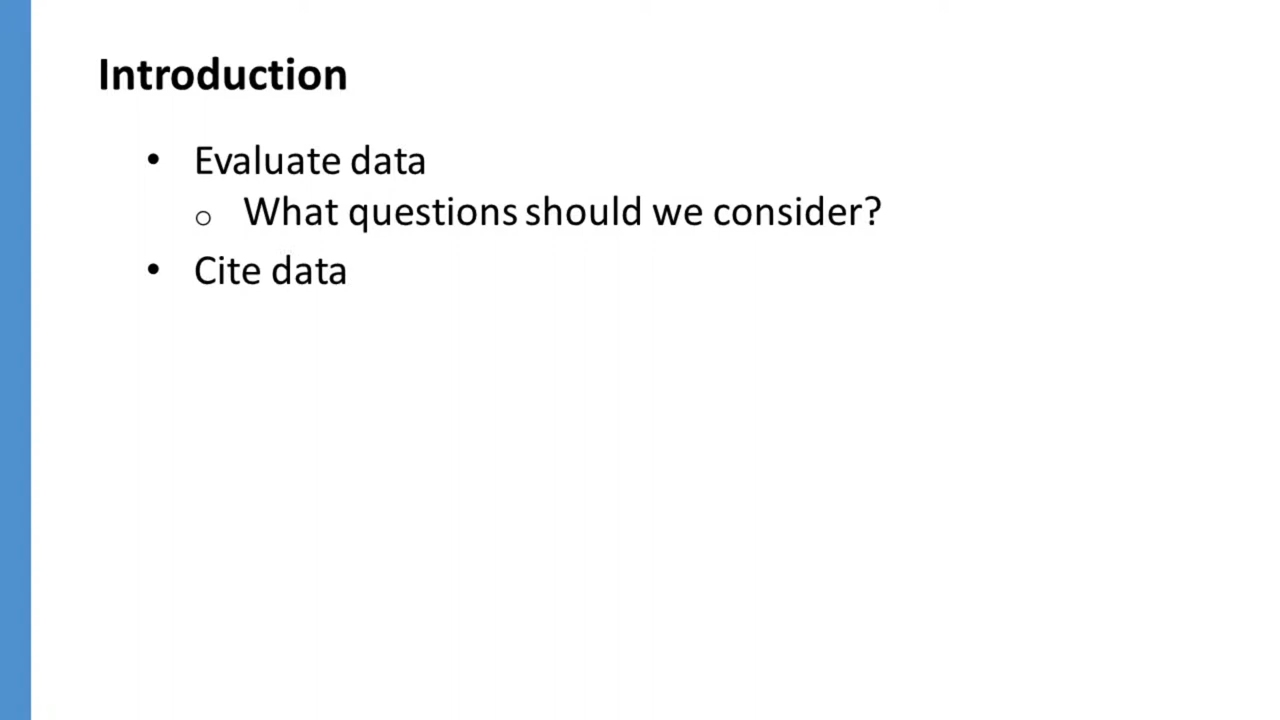 Introduction
• Evaluate data
o What questions should we consider?
• Cite data